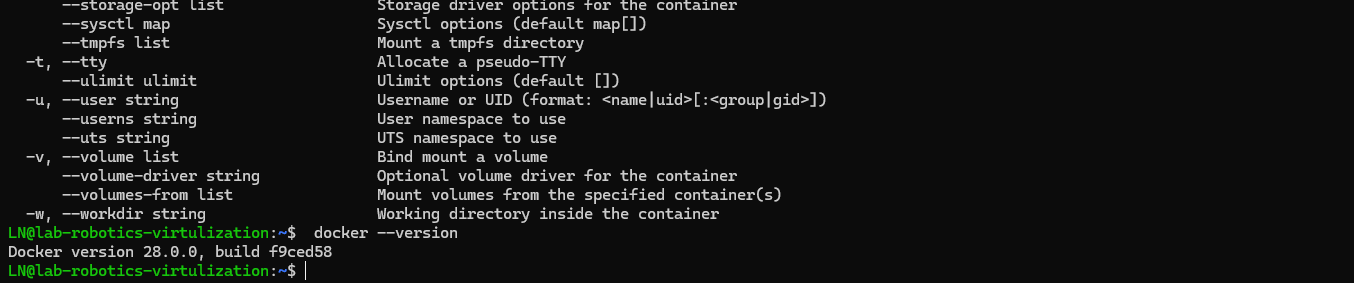 --storage-opt list Storage driver options for the container
--sysctl map Sysctl options (default map[])
--tmpfs list Mount a tmpfs directory
-t, --tty Allocate a pseudo-TTY
--ulimit ulimit Ulimit options (default [])
-u, --user string Username or UID (format: <name|uid>[:<group|gid>])
--userns string User namespace to use
--uts string UTS namespace to use
-v, --volume list Bind mount a volume
--volume-driver string Optional volume driver for the container
--volumes-from list Mount volumes from the specified container(s)
-w, --workdir string Working directory inside the container
LN@lab-robotics-virtulization:~$ docker --version
Docker version 28.0.0, build f9ced58
LN@lab-robotics-virtulization:~$